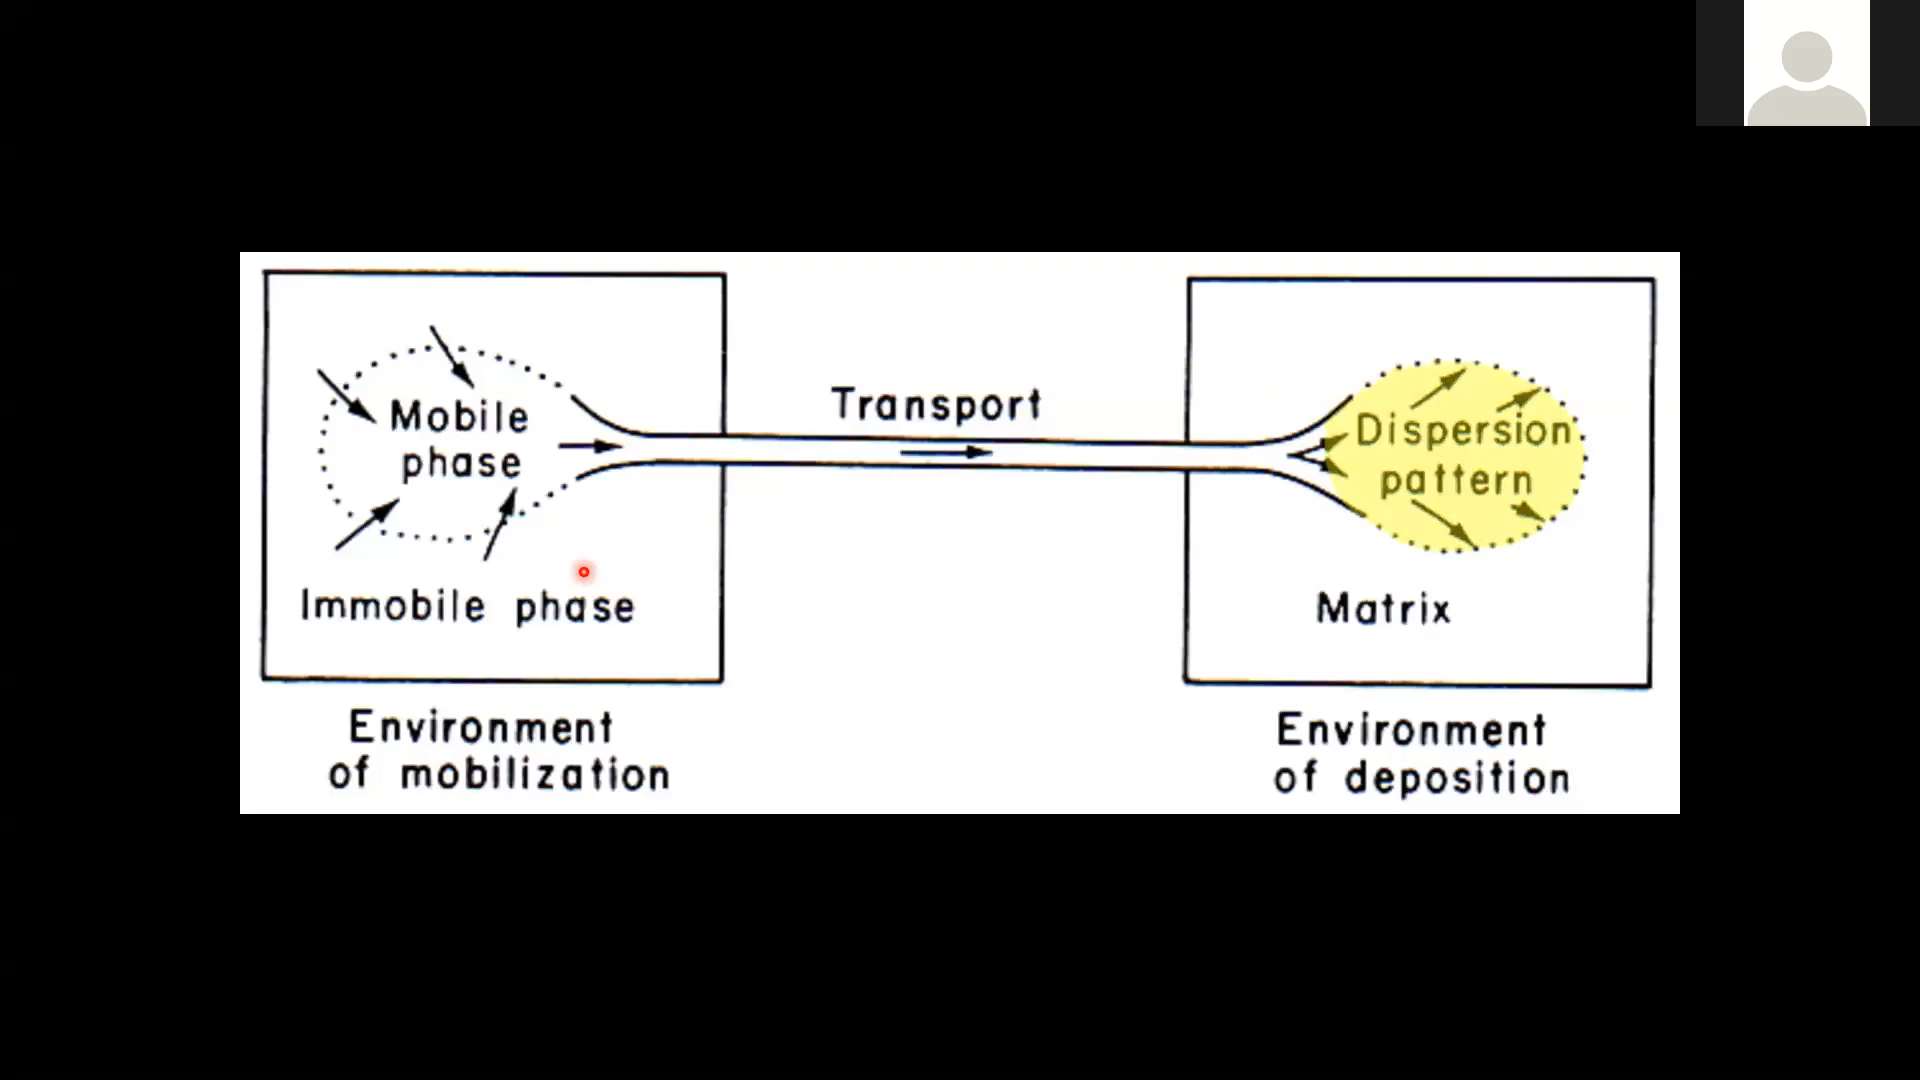 Mobile
phase
Immobile phase
Environment
of mobilization
Transport
Dispersion
pattern
Matrix
Environment
of deposition